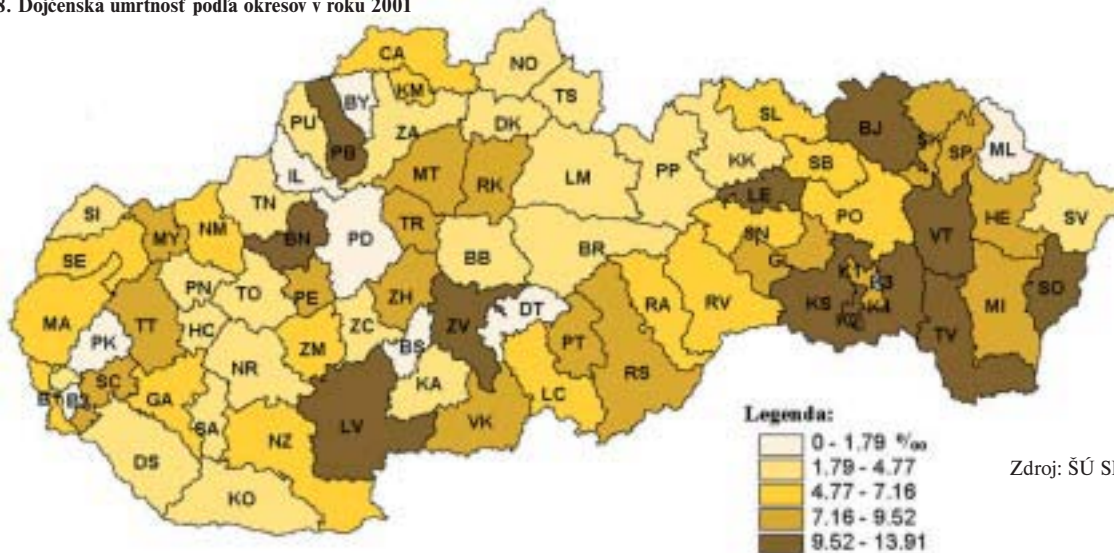 8. Dojčenská úmrtnosť podľa okresov v roku 2001
CA
NO
KM
BY
TS
PU
DK
ZA
PB
SL
BJ
SP
ML
IL
MT
RK
LM
PP
KK
SB
LE
TN
SI
NM
MY
BN
PD
TR
BB
BR
SN
PO
VT
HE
SV
SE
PN
TO
PE
ZH
G
K1
K3
SO
MA
TT
PK
HC
ZM
ZC
BS
ZV
DT
PT
RA
RV
KS
K2
K4
TV
MI
SC
GA
NR
KA
LC
RS
SA
LV
VK
NZ
DS
KO
Legenda:
0 - 1.79 ‰
1.79 - 4.77
4.77 - 7.16
7.16 - 9.52
9.52 - 13.91
Zdroj: ŠÚ S